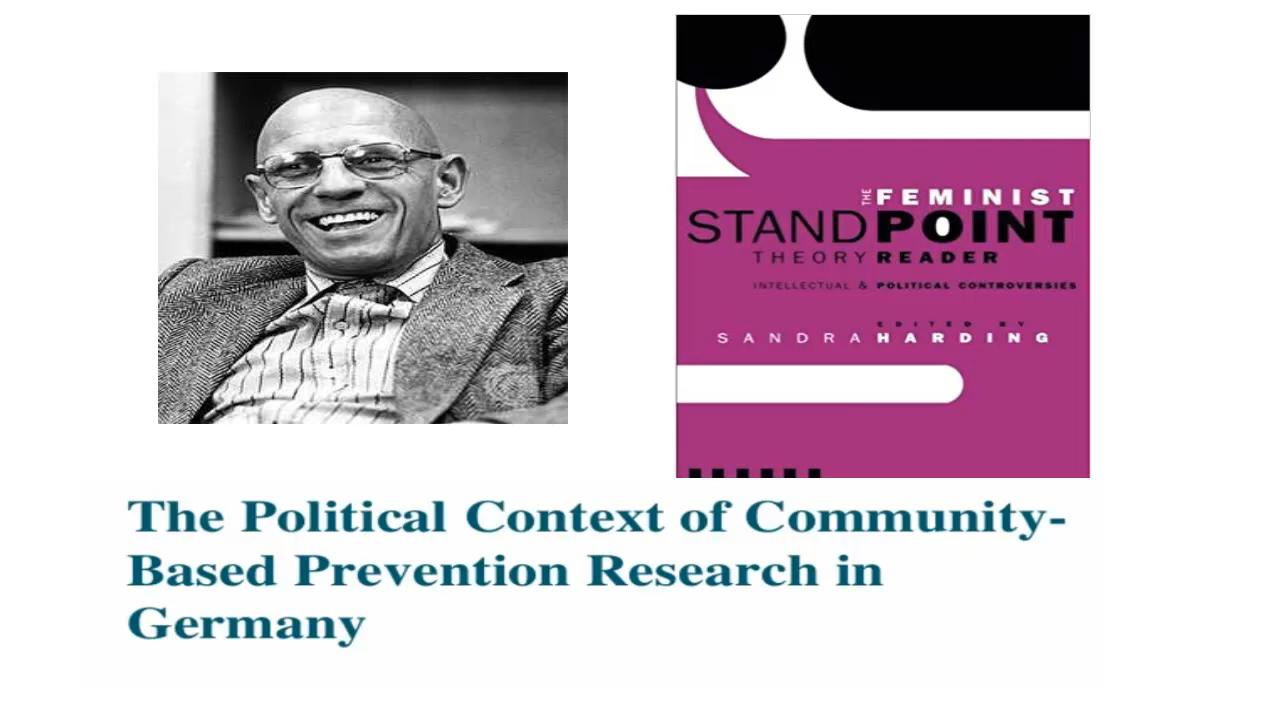 THE FEMINIST
STANDPOINT
THEORY READER
INTELLECTUAL & POLITICAL CONTROVERSIES
EDITED BY
SANDRA HARDING
The Political Context of Community-
Based Prevention Research in
Germany